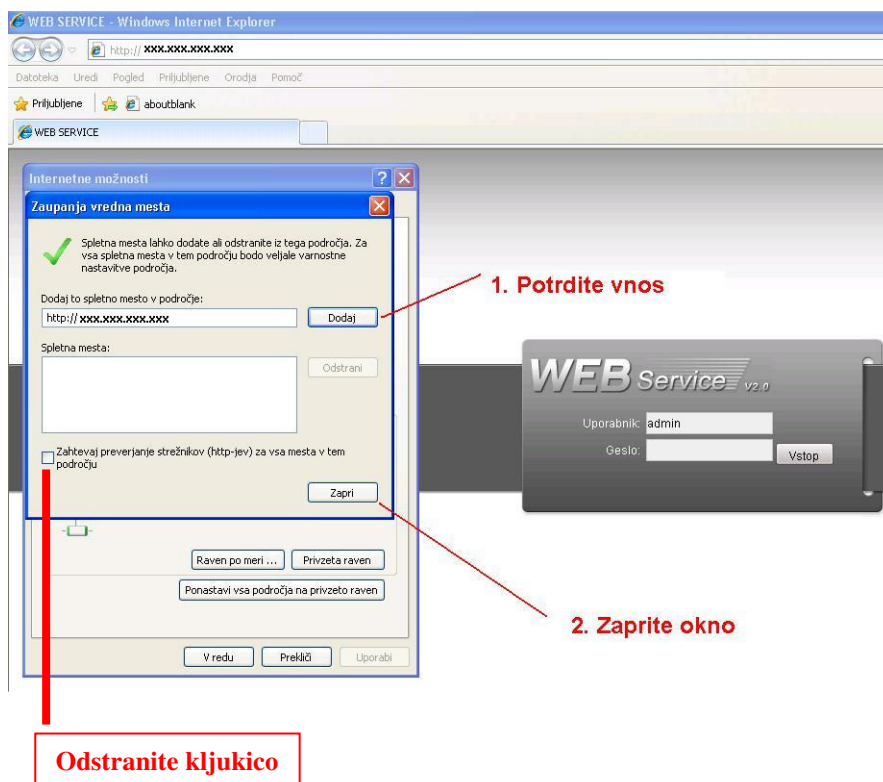 WEB SERVICE - Windows Internet Explorer
http:// xxx.xxx.xxx.xxx
Datoteka Uredi Pogled Priljubljene Orodja Pomoč
Priljubljene aboutblank
WEB SERVICE
Internetne možnosti
Zaupanja vredna mesta
Spletna mesta lahko dodate ali odstranite iz tega področja. Za
vsa spletna mesta v tem področju bodo veljale varnostne
nastavitve področja.
Dodaj to spletno mesto v področje:
http:// xxx.xxx.xxx.xxx
Dodaj
Spletna mesta:
Odstrani
Zahtevaj preverjanje strežnikov (http-jev) za vsa mesta v tem
področju
Zapri
Raven po meri ...
Privzeta raven
Ponastavi vsa področja na privzeto raven
V redu
Prekliči
Uporabi
1. Potrdite vnos
WEB Service V2.0
Uporabnik: admin
Geslo:
Vstop
2. Zaprite okno
Odstranite kljukico